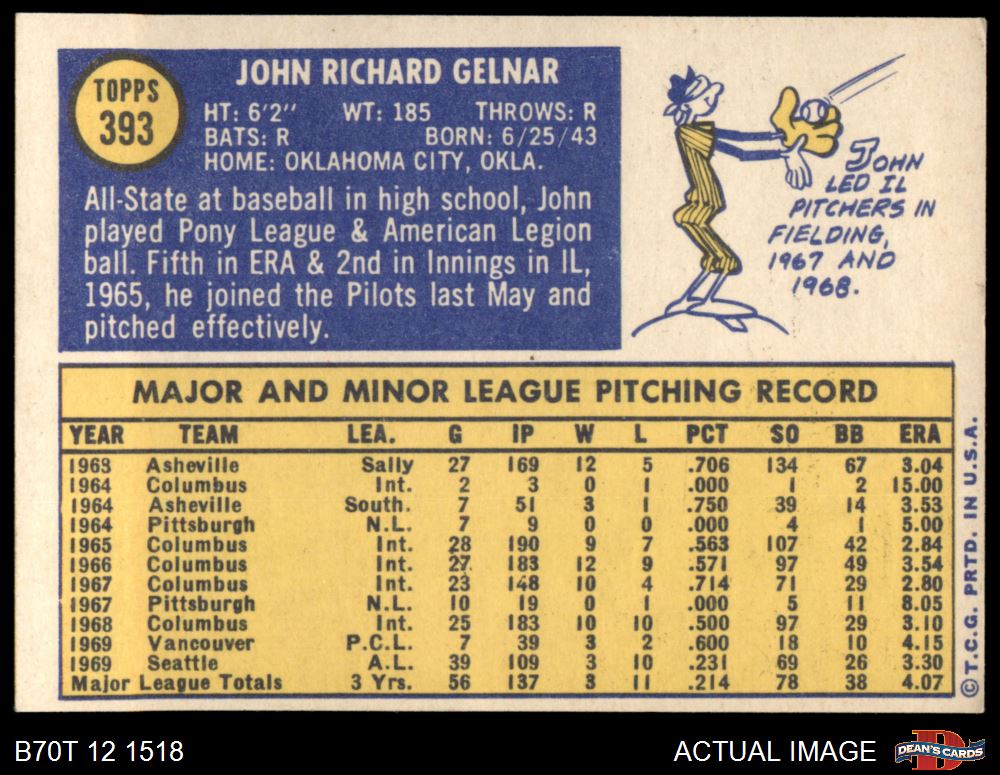 TOPPS
393
JOHN RICHARD GELNAR
HT: 6'2" WT: 185 THROWS: R
BATS: R BORN: 6/25/43
HOME: OKLAHOMA CITY, OKLA.
All-State at baseball in high school, John
played Pony League & American Legion
ball. Fifth in ERA & 2nd in Innings in IL,
1965, he joined the Pilots last May and
pitched effectively.
JOHN
LED IL
PITCHERS IN
FIELDING,
1967 AND
1968.
MAJOR AND MINOR LEAGUE PITCHING RECORD
YEAR TEAM LEA. G IP W L PCT SO BB ERA
1963 Asheville Sally 27 169 12 5 .706 134 67 3.04
1964 Columbus Int. 2 3 0 1 .000 1 2 15.00
1964 Asheville South. 7 51 3 1 .750 39 14 3.53
1964 Pittsburgh N.L. 7 9 0 0 .000 4 1 5.00
1965 Columbus Int. 28 190 9 7 .563 107 42 2.84
1966 Columbus Int. 27 183 12 9 .571 97 49 3.54
1967 Columbus Int. 23 148 10 4 .714 71 29 2.80
1967 Pittsburgh N.L. 10 19 0 1 .000 5 11 8.05
1968 Columbus Int. 25 183 10 10 .500 97 29 3.10
1969 Vancouver P.C.L. 7 39 3 2 .600 18 10 4.15
1969 Seattle A.L. 39 109 3 10 .231 69 26 3.30
Major League Totals 3 Yrs. 56 137 3 11 .214 78 38 4.07
© T.C.G. PRTD. IN U.S.A.
B70T 12 1518
ACTUAL IMAGE
DEAN'S CARDS